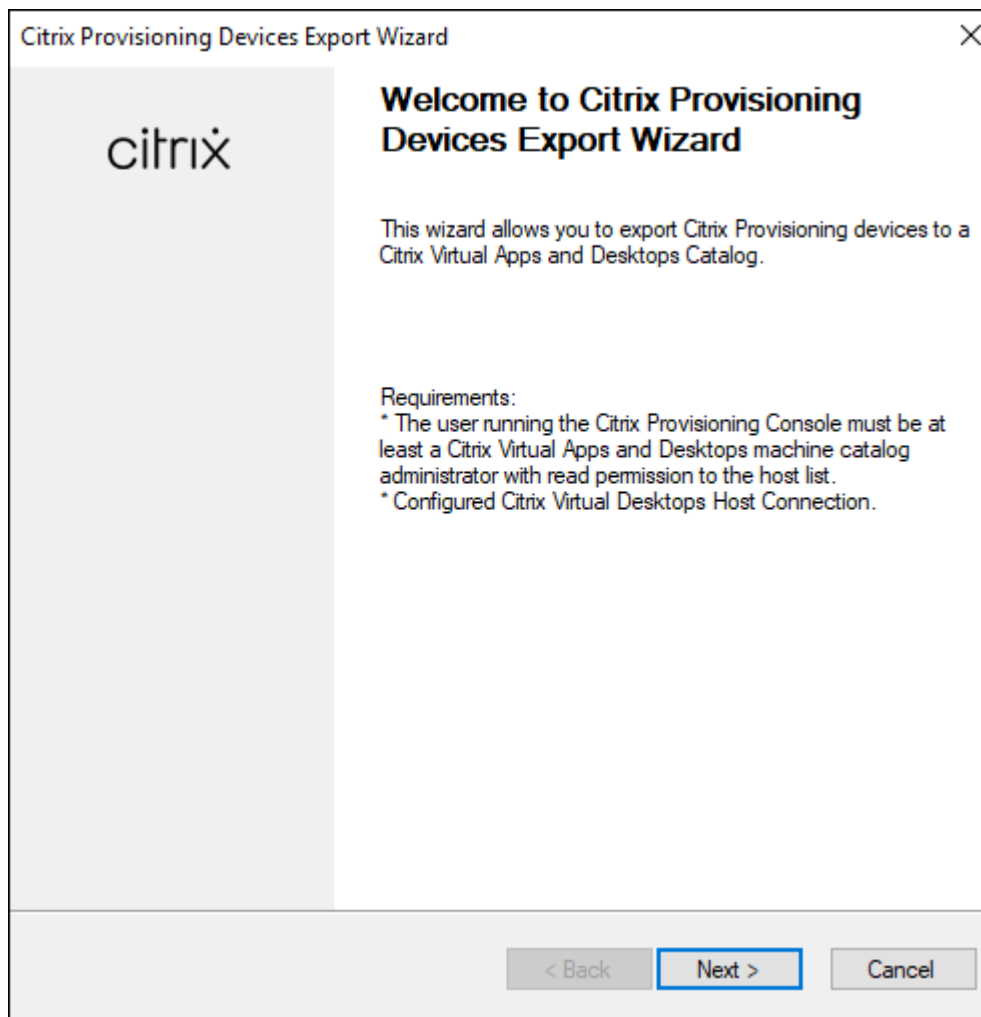 Citrix Provisioning Devices Export Wizard
citrix
Welcome to Citrix Provisioning
Devices Export Wizard
This wizard allows you to export Citrix Provisioning devices to a
Citrix Virtual Apps and Desktops Catalog.
Requirements:
* The user running the Citrix Provisioning Console must be at
least a Citrix Virtual Apps and Desktops machine catalog
administrator with read permission to the host list.
* Configured Citrix Virtual Desktops Host Connection.
< Back
Next >
Cancel